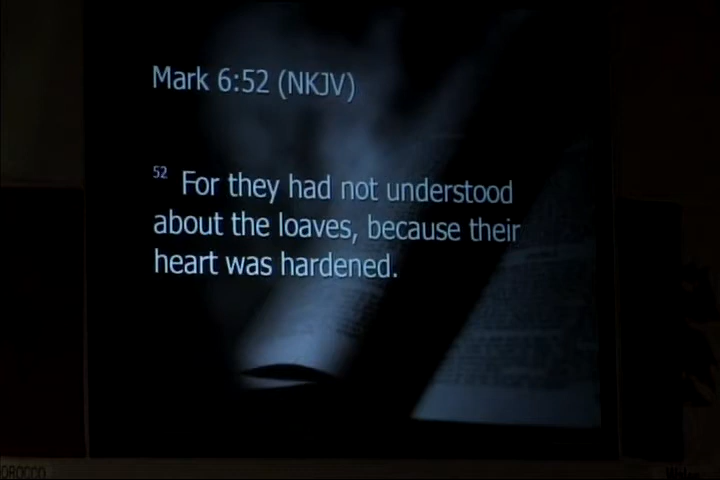 Mark 6:52 (NKJV)
52 For they had not understood
about the loaves, because their
heart was hardened.